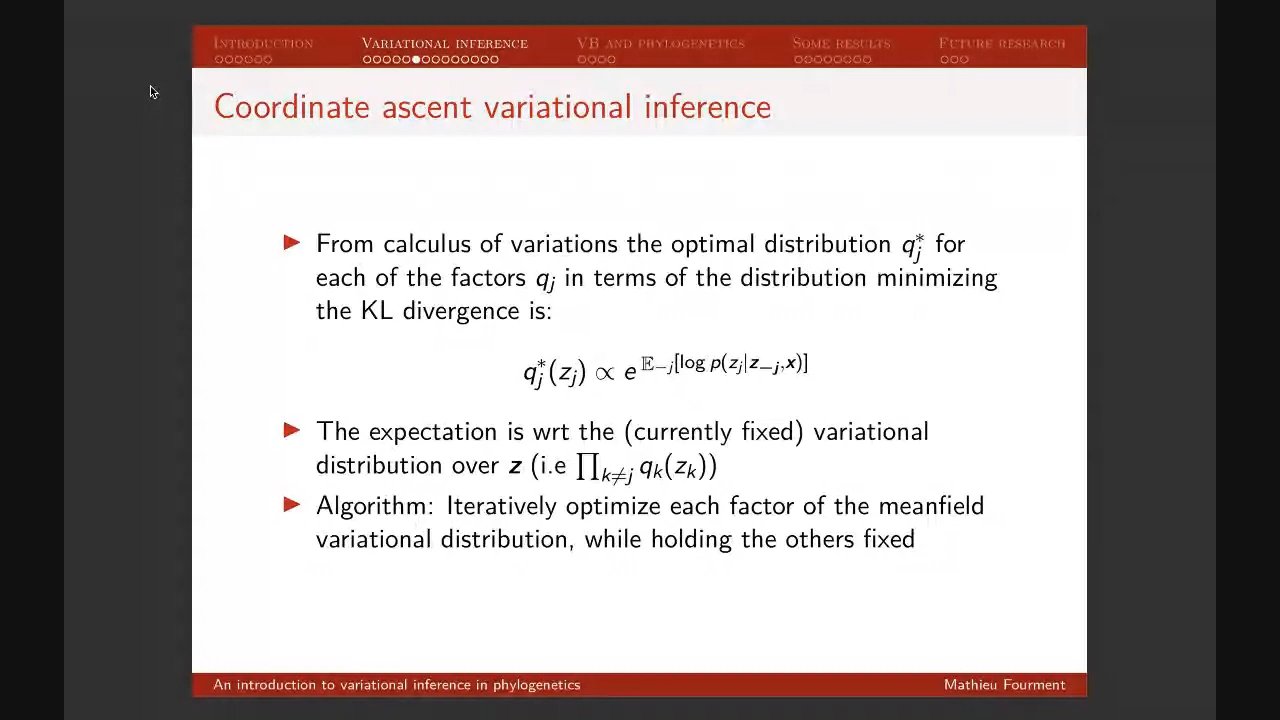 INTRODUCTION VARIATIONAL INFERENCE VB AND PHYLOGENETICS SOME RESULTS FUTURE RESEARCH
Coordinate ascent variational inference
▶ From calculus of variations the optimal distribution q_j^* for
each of the factors q_j in terms of the distribution minimizing
the KL divergence is:
q_j^*(z_j) ∝ e^{𝔼_{−j}[log p(z_j|z_{−j},x)]}
▶ The expectation is wrt the (currently fixed) variational
distribution over z (i.e ∏_{k≠j} q_k(z_k))
▶ Algorithm: Iteratively optimize each factor of the meanfield
variational distribution, while holding the others fixed
An introduction to variational inference in phylogenetics Mathieu Fourment